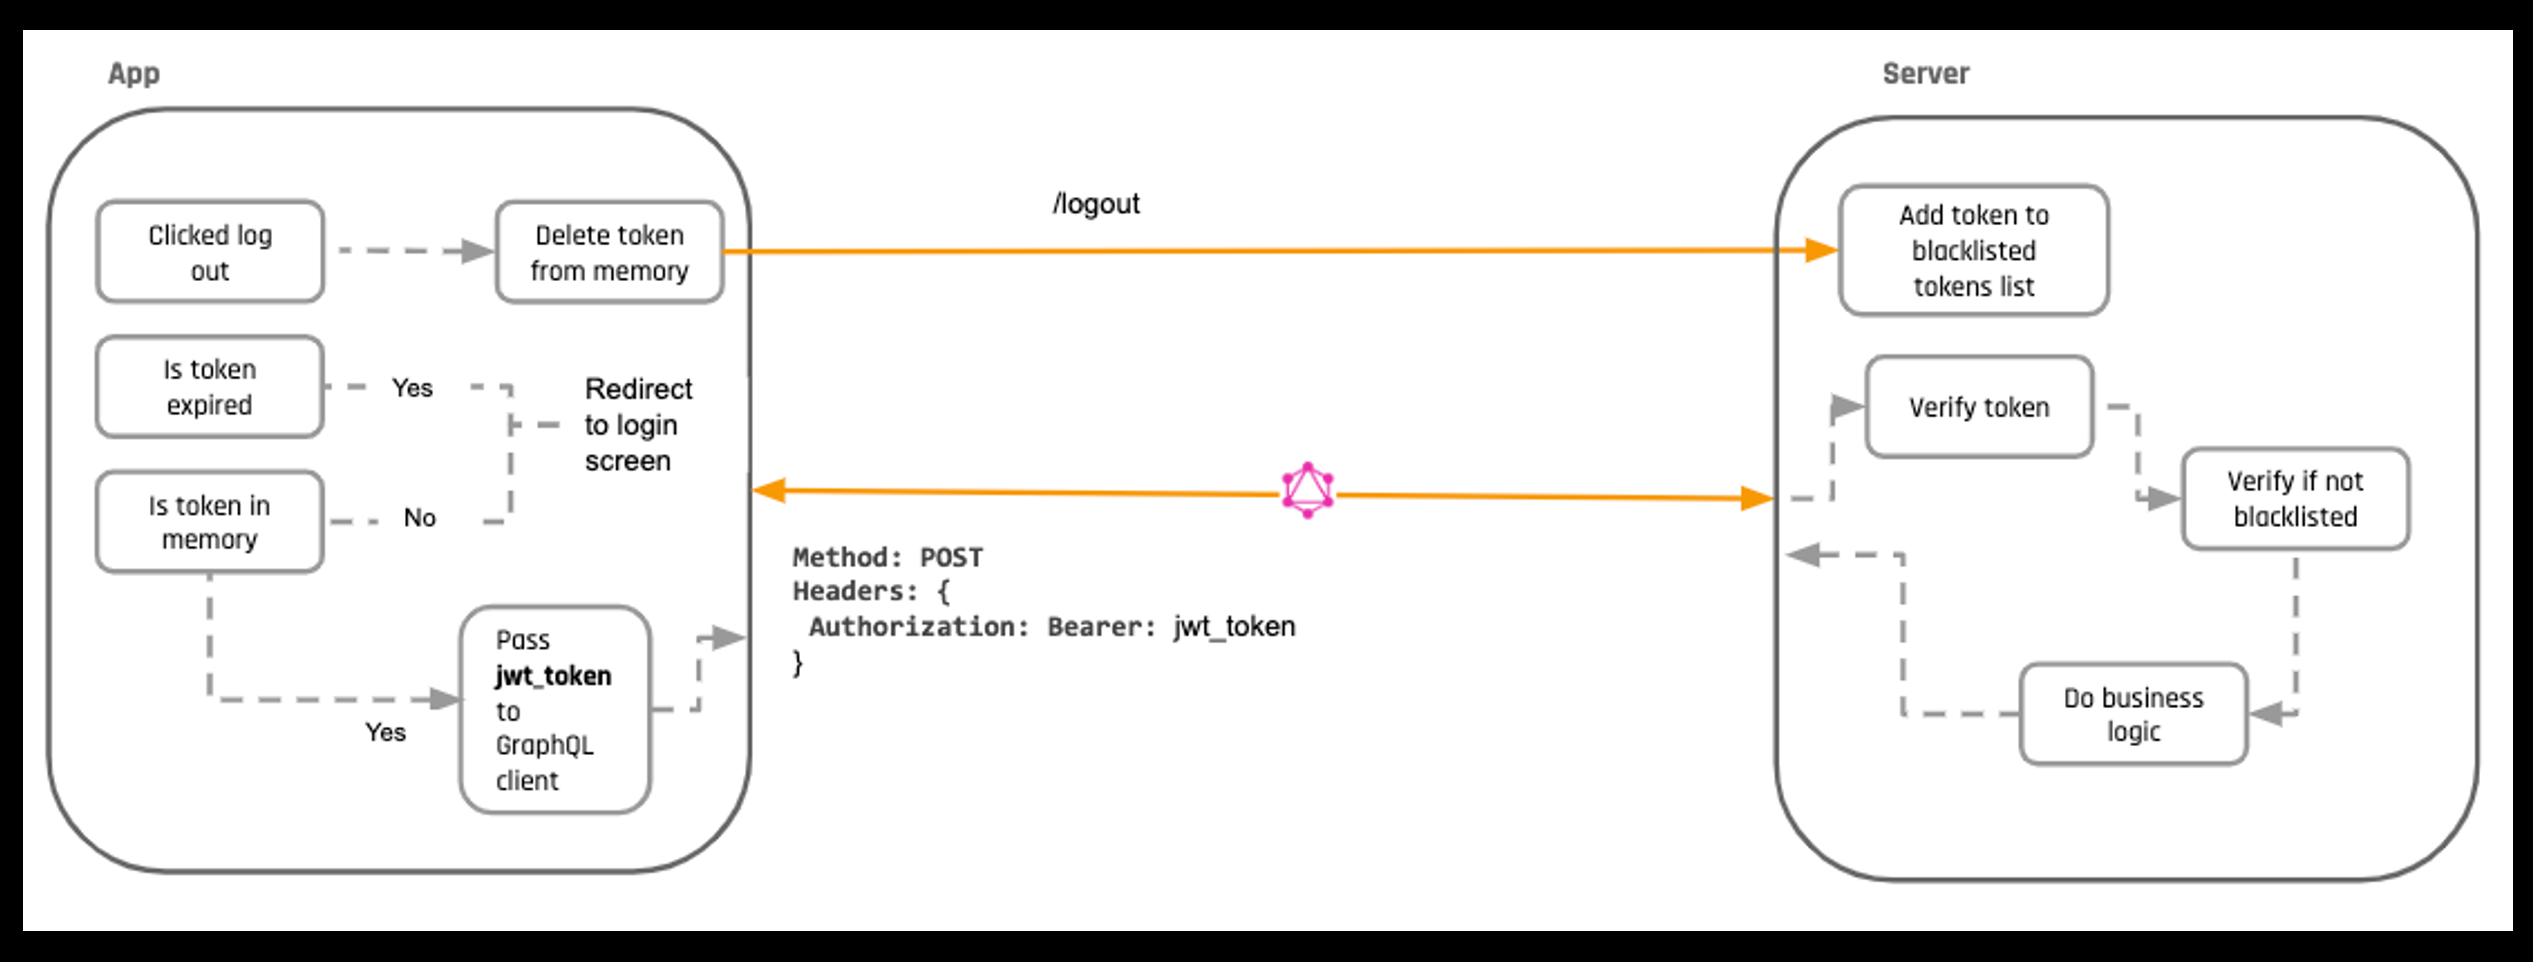 App
Server
/logout
Clicked log
out
Delete token
from memory
Add token to
blacklisted
tokens list
Is token
expired
Yes
Redirect
to login
screen
Is token in
memory
No
Yes
Pass
jwt_token
to
GraphQL
client
Method: POST
Headers: {
Authorization: Bearer: jwt_token
}
Verify token
Verify if not
blacklisted
Do business
logic